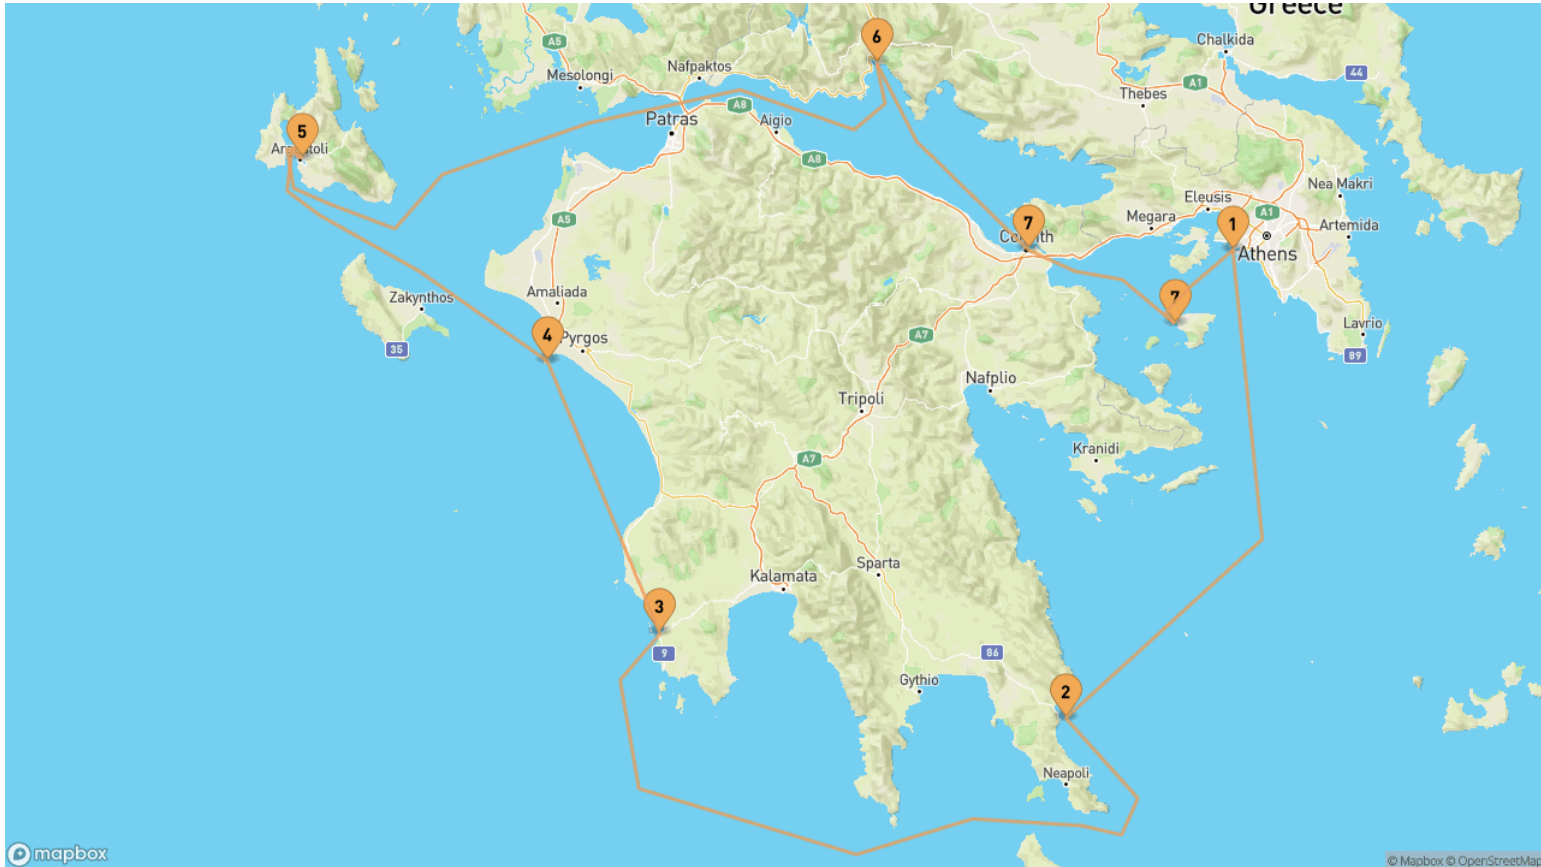 Greece
6
A5
Chalkida
Nafpaktos
Mesolongi
44
A1
Thebes
A8
Patras
Aigio
5
A8
Nea Makri
Eleusis
A5
7
Megara
A1
1
Artemida
Athens
Amaliada
Zakynthos
7
4
Pyrgos
A7
Lavrio
35
89
Nafplio
Tripoli
Kranidi
A7
Sparta
Kalamata
3
9
86
Gythio
2
Neapoli
mapbox
© Mapbox © OpenStreetMap